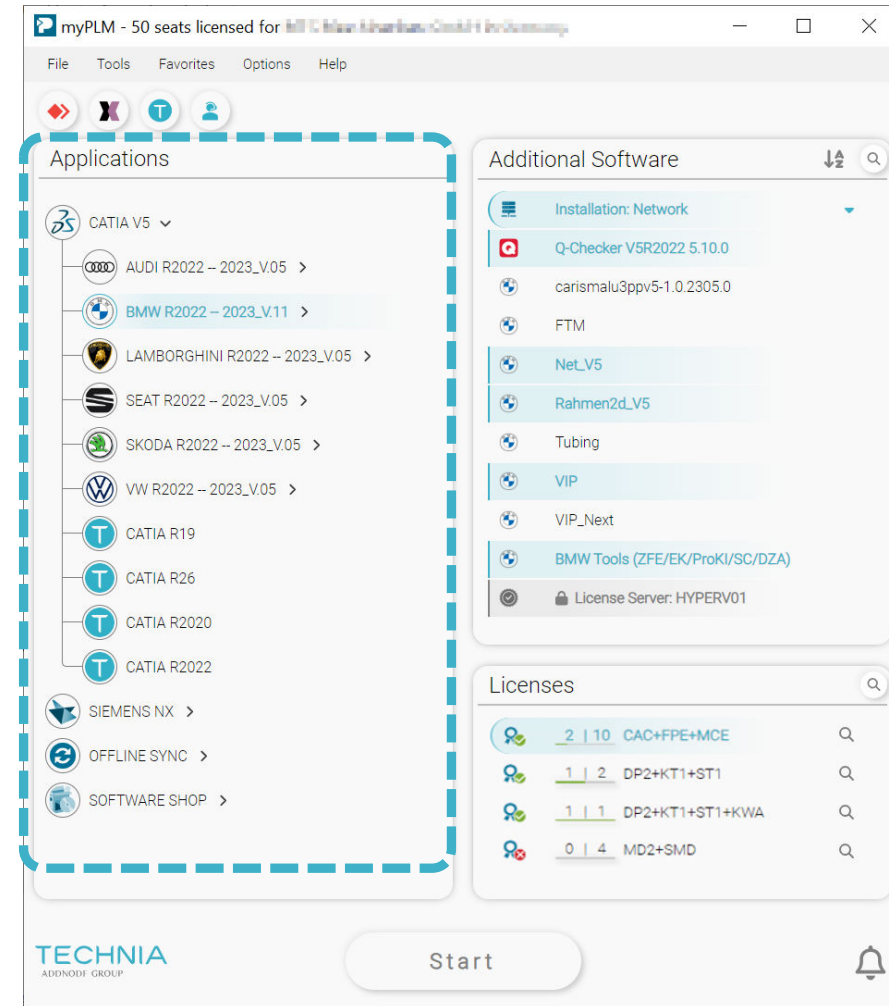 myPLM - 50 seats licensed for
File Tools Favorites Options Help
Applications
CATIA V5
AUDI R2022 -- 2023_V.05
BMW R2022 -- 2023_V.11
LAMBORGHINI R2022 -- 2023_V.05
SEAT R2022 -- 2023_V.05
SKODA R2022 -- 2023_V.05
VW R2022 -- 2023_V.05
T CATIA R19
T CATIA R26
T CATIA R2020
T CATIA R2022
SIEMENS NX
OFFLINE SYNC
SOFTWARE SHOP
Additional Software
Installation: Network
Q-Checker V5R2022 5.10.0
carismalu3ppv5-1.0.2305.0
FTM
Net_V5
Rahmen2d_V5
Tubing
VIP
VIP_Next
BMW Tools (ZFE/EK/ProKI/SC/DZA)
License Server: HYPERV01
Licenses
2 | 10 CAC+FPE+MCE
1 | 2 DP2+KT1+ST1
1 | 1 DP2+KT1+ST1+KWA
0 | 4 MD2+SMD
TECHNIA
ADDNODE GROUP
Start